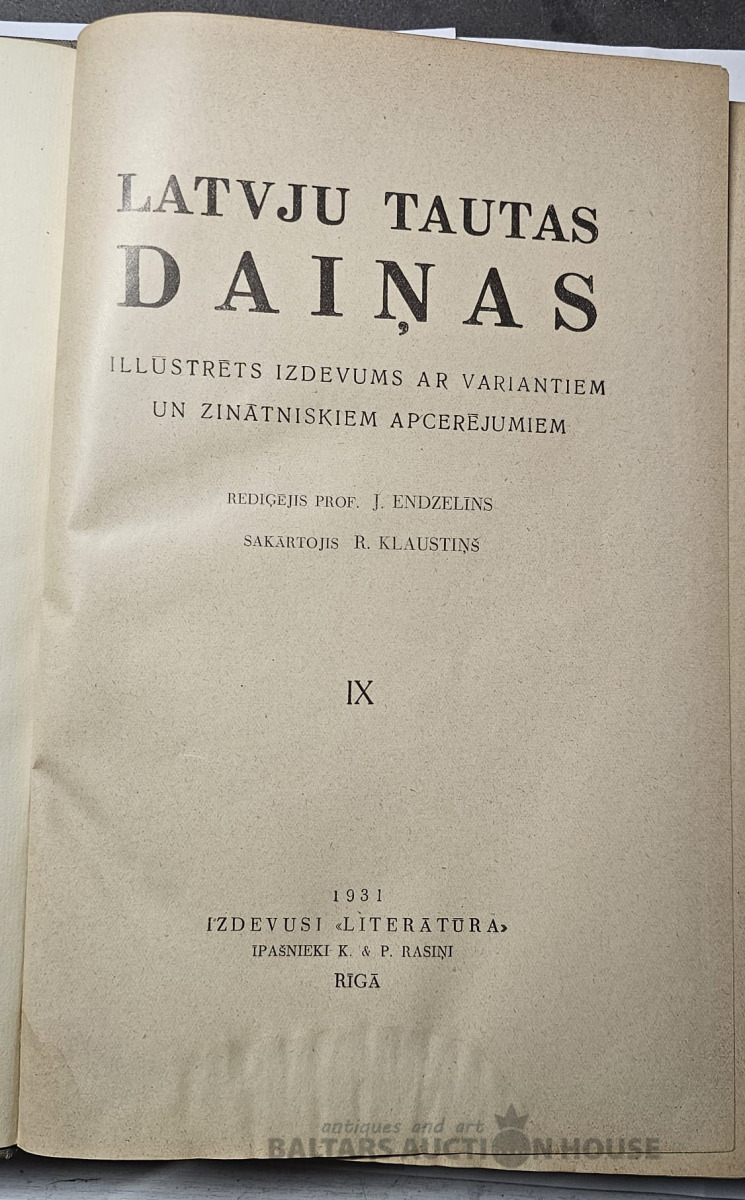 LATVJU TAUTAS
DAIŅAS
ILLŪSTRĒTS IZDEVUMS AR VARIANTIEM
UN ZINĀTNISKIEM APCERĒJUMIEM
REDIĢĒJIS PROF. J. ENDZELĪNS
SAKĀRTOJIS R. KLAUSTIŅŠ
IX
1931
IZDEVUSI «LITERĀTŪRA»
ĪPAŠNIEKI K. & P. RASIŅI
RĪGĀ
antiques and art
BALTARS AUCTION HOUSE